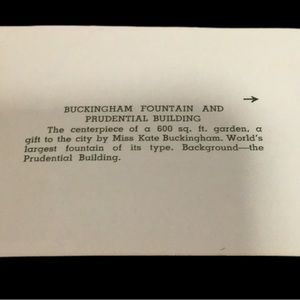 BUCKINGHAM FOUNTAIN AND
PRUDENTIAL BUILDING
The centerpiece of a 600 sq. ft. garden, a
gift to the city by Miss Kate Buckingham. World's
largest fountain of its type. Background—the
Prudential Building.